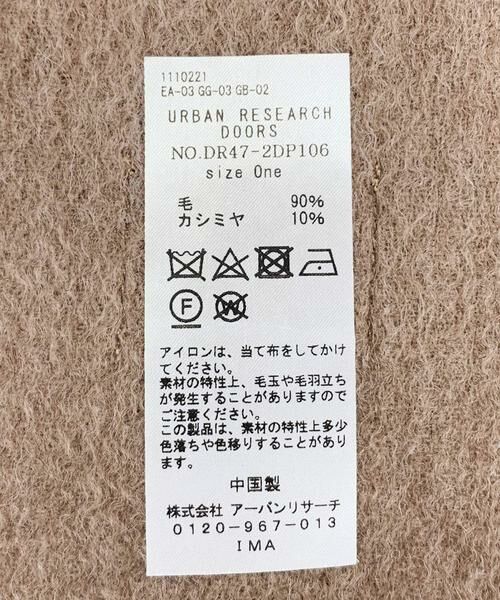 1110221
EA-03 GG-03 GB-02
URBAN RESEARCH
DOORS
NO.DR47-2DP106
size One
毛 90%
カシミヤ 10%
F W
アイロンは、当て布をしてかけ
てください。
素材の特性上、毛玉や毛羽立ち
が発生することがありますので
ご注意ください。
この製品は、素材の特性上多少
色落ちや色移りすることがあり
ます。
中国製
株式会社 アーバンリサーチ
0120-967-013
IMA